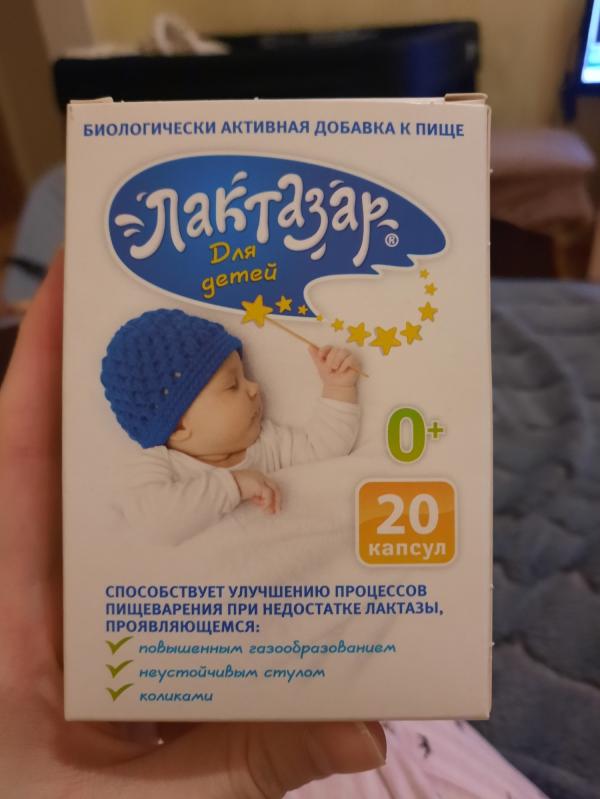 БИОЛОГИЧЕСКИ АКТИВНАЯ ДОБАВКА К ПИЩЕ
Лактазар®
Для
детей
0+
20
капсул
СПОСОБСТВУЕТ УЛУЧШЕНИЮ ПРОЦЕССОВ
ПИЩЕВАРЕНИЯ ПРИ НЕДОСТАТКЕ ЛАКТАЗЫ,
ПРОЯВЛЯЮЩЕМСЯ:
повышенным газообразованием
неустойчивым стулом
коликами